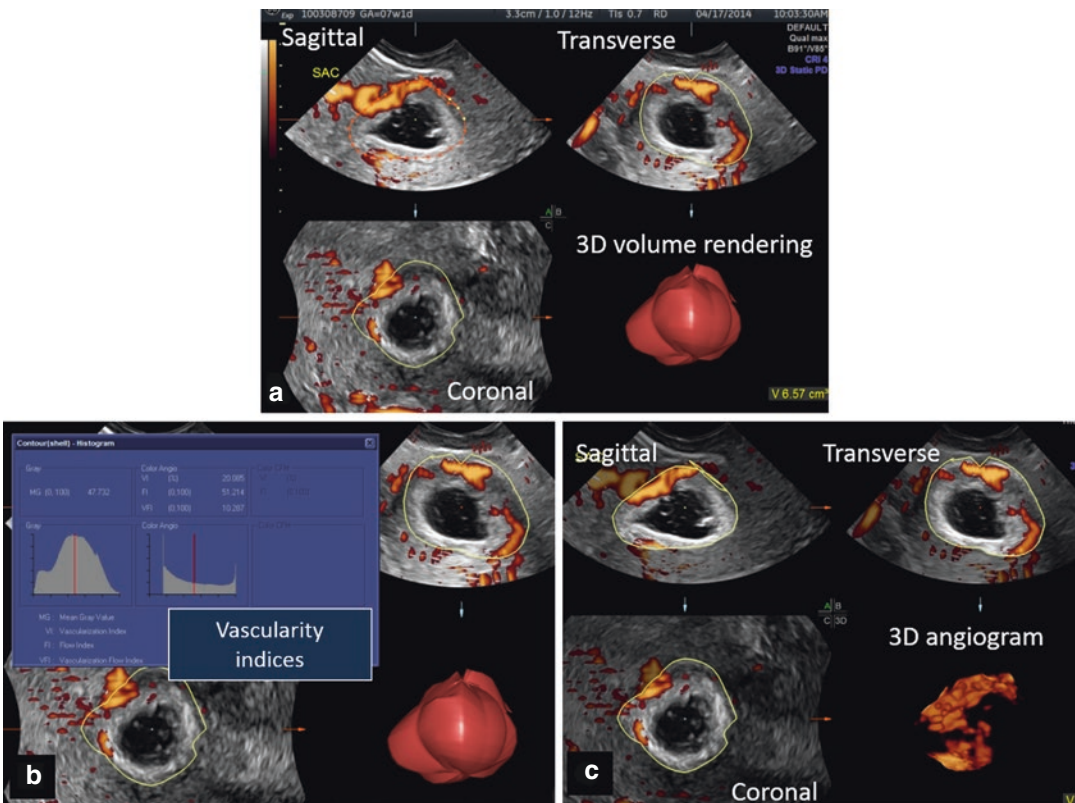 Exp 100308709 GA=07w1d 3.3cm / 1.0 / 12Hz TIs 0.7 RD 04/17/2014 10:03:30AM
DEFAULT
Qual max
B91°/V85°
CRI 4
3D Static PD
Sagittal
Transverse
SAC
A B
C
3D volume rendering
Coronal
V 6.57 cm³
a
Contour(shell) - Histogram
Gray
Color Angio
MG (0, 100) 47.732
VI (%) 20.085
FI (0,100) 51.214
VFI (0,100) 10.287
Gray
Color Angio
MG : Mean Gray Value
VI : Vascularization Index
FI : Flow Index
VFI : Vascularization Flow Index
Vascularity
indices
b
Sagittal
Transverse
A B
C 3D
3D angiogram
Coronal
V
c